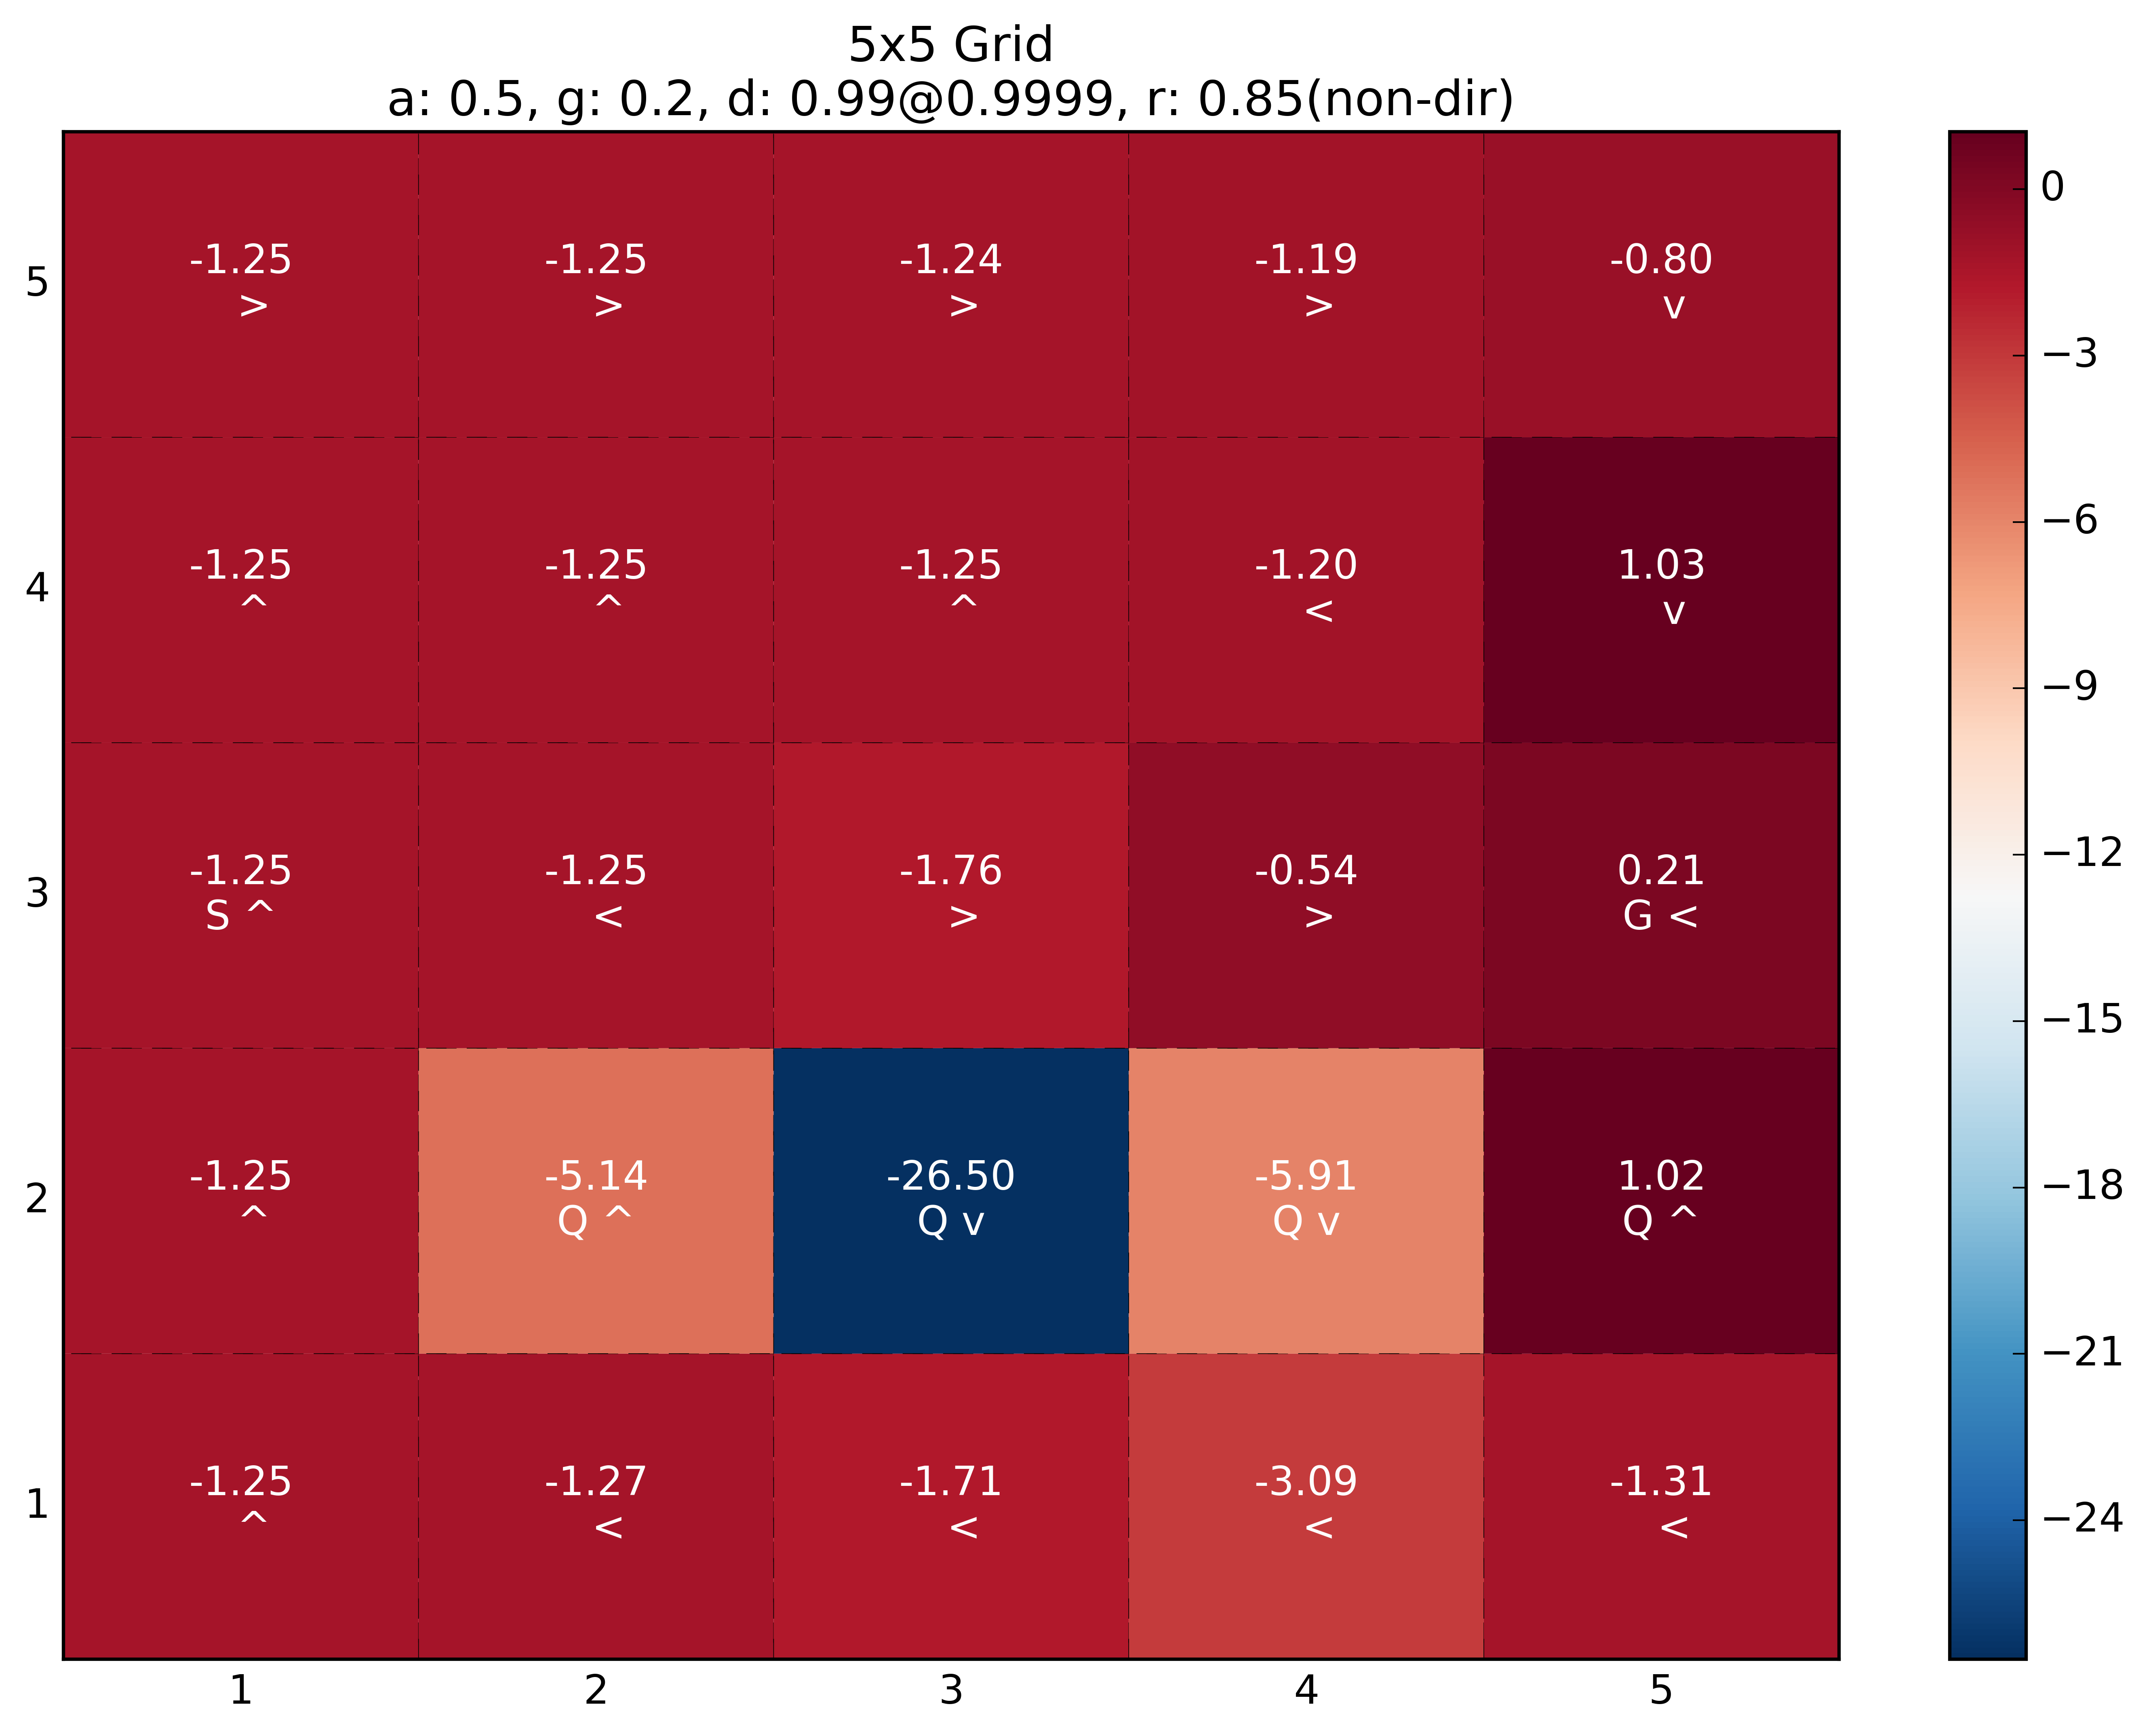 5x5 Grid
a: 0.5, g: 0.2, d: 0.99@0.9999, r: 0.85(non-dir)
5
-1.25 -1.25 -1.24 -1.19 -0.80
> > > > v
4
-1.25 -1.25 -1.25 -1.20 1.03
^ ^ ^ < v
3
-1.25 -1.25 -1.76 -0.54 0.21
S ^ < > > G <
2
-1.25 -5.14 -26.50 -5.91 1.02
^ Q ^ Q v Q v Q ^
1
-1.25 -1.27 -1.71 -3.09 -1.31
^ < < < <
1 2 3 4 5
0
−3
−6
−9
−12
−15
−18
−21
−24